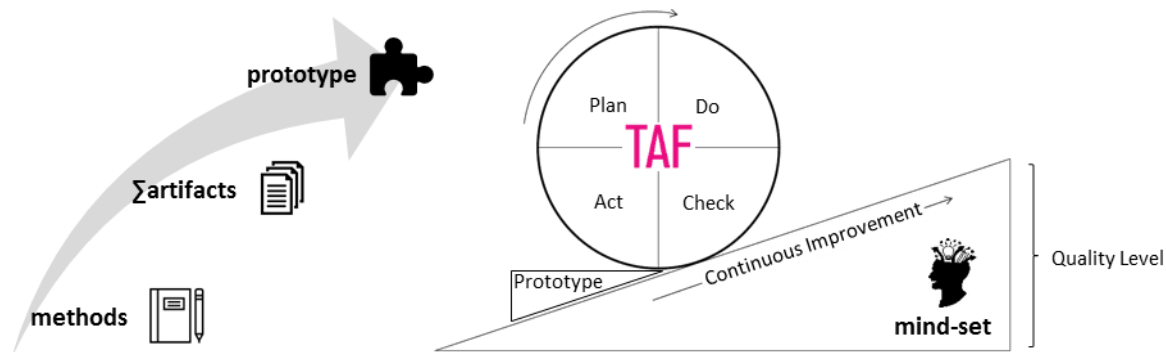 prototype
∑artifacts
methods
Plan
Do
TAF
Act
Check
Prototype
Continuous Improvement
mind-set
Quality Level